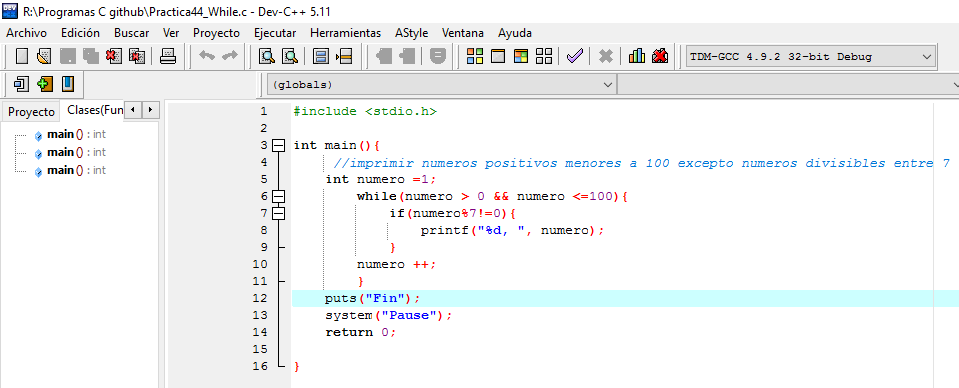 R:\Programas C github\Practica44_While.c - Dev-C++ 5.11
Archivo Edición Buscar Ver Proyecto Ejecutar Herramientas AStyle Ventana Ayuda
TDM-GCC 4.9.2 32-bit Debug
(globals)
Proyecto Clases(Fun
main () : int
main () : int
main () : int
1 #include <stdio.h>
2
3 int main(){
4 //imprimir numeros positivos menores a 100 excepto numeros divisibles entre 7
5 int numero =1;
6 while(numero > 0 && numero <=100){
7 if(numero%7!=0){
8 printf("%d, ", numero);
9 }
10 numero ++;
11 }
12 puts("Fin");
13 system("Pause");
14 return 0;
15
16 }